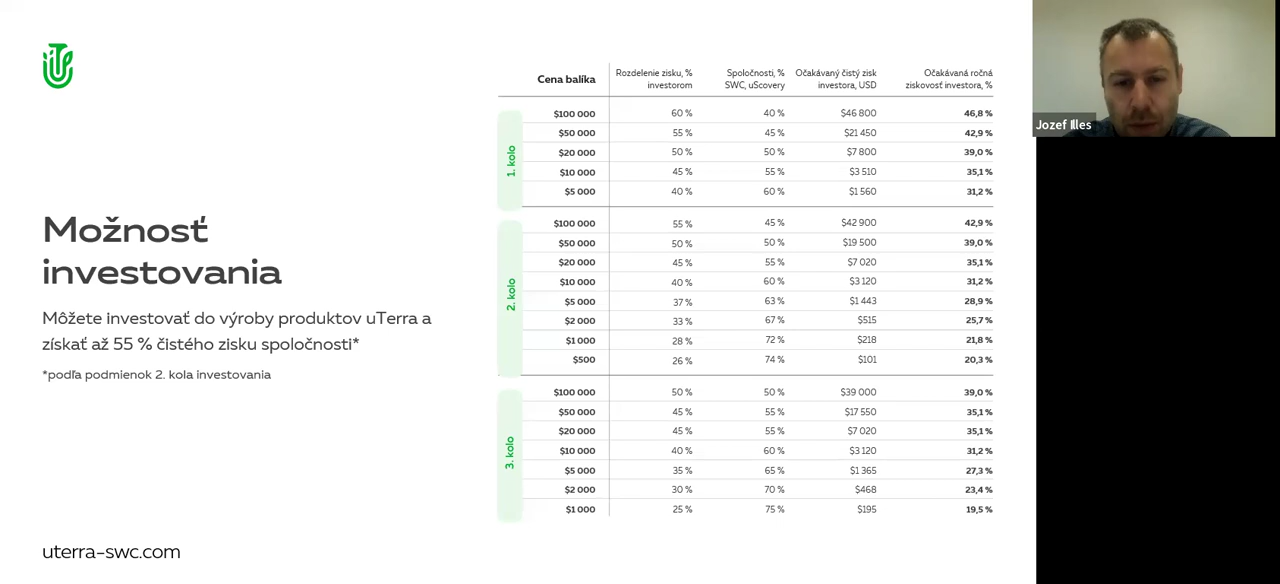 Možnosť
investovania
Môžete investovať do výroby produktov uTerra a
získať až 55 % čistého zisku spoločnosti*
*podľa podmienok 2. kola investovania
uterra-swc.com
Cena balíka
Rozdelenie zisku, %
investorom
Spoločnosti, %
SWC, uScovery
Očakávaný čistý zisk
investora, USD
Očakávaná ročná
ziskovosť investora, %
1. kolo
$100 000 60 % 40 % $46 800 46,8 %
$50 000 55 % 45 % $21 450 42,9 %
$20 000 50 % 50 % $7 800 39,0 %
$10 000 45 % 55 % $3 510 35,1 %
$5 000 40 % 60 % $1 560 31,2 %
2. kolo
$100 000 55 % 45 % $42 900 42,9 %
$50 000 50 % 50 % $19 500 39,0 %
$20 000 45 % 55 % $7 020 35,1 %
$10 000 40 % 60 % $3 120 31,2 %
$5 000 37 % 63 % $1 443 28,9 %
$2 000 33 % 67 % $515 25,7 %
$1 000 28 % 72 % $218 21,8 %
$500 26 % 74 % $101 20,3 %
3. kolo
$100 000 50 % 50 % $39 000 39,0 %
$50 000 45 % 55 % $17 550 35,1 %
$20 000 45 % 55 % $7 020 35,1 %
$10 000 40 % 60 % $3 120 31,2 %
$5 000 35 % 65 % $1 365 27,3 %
$2 000 30 % 70 % $468 23,4 %
$1 000 25 % 75 % $195 19,5 %
Jozef Illes